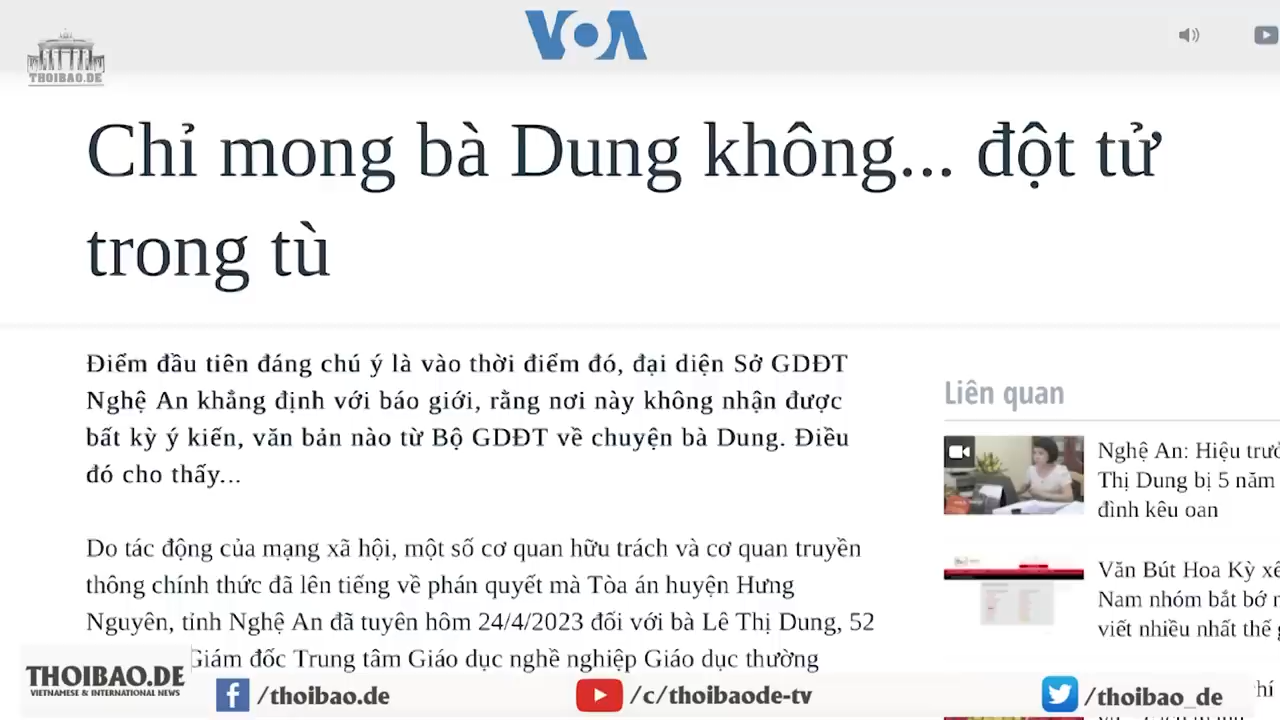 VOA
THOIBAO.DE
Chỉ mong bà Dung không... đột tử
trong tù
Điểm đầu tiên đáng chú ý là vào thời điểm đó, đại diện Sở GDĐT
Nghệ An khẳng định với báo giới, rằng nơi này không nhận được
bất kỳ ý kiến, văn bản nào từ Bộ GDĐT về chuyện bà Dung. Điều
đó cho thấy...
Do tác động của mạng xã hội, một số cơ quan hữu trách và cơ quan truyền
thông chính thức đã lên tiếng về phán quyết mà Tòa án huyện Hưng
Nguyên, tỉnh Nghệ An đã tuyên hôm 24/4/2023 đối với bà Lê Thị Dung, 52
Giám đốc Trung tâm Giáo dục nghề nghiệp Giáo dục thường
Liên quan
Nghệ An: Hiệu trưở
Thị Dung bị 5 năm
đình kêu oan
Văn Bút Hoa Kỳ xế
Nam nhóm bắt bớ n
viết nhiều nhất thế g
hí
THOIBAO.DE
VIETNAMESE & INTERNATIONAL NEWS
/thoibao.de
/c/thoibaode-tv
/thoibao_de